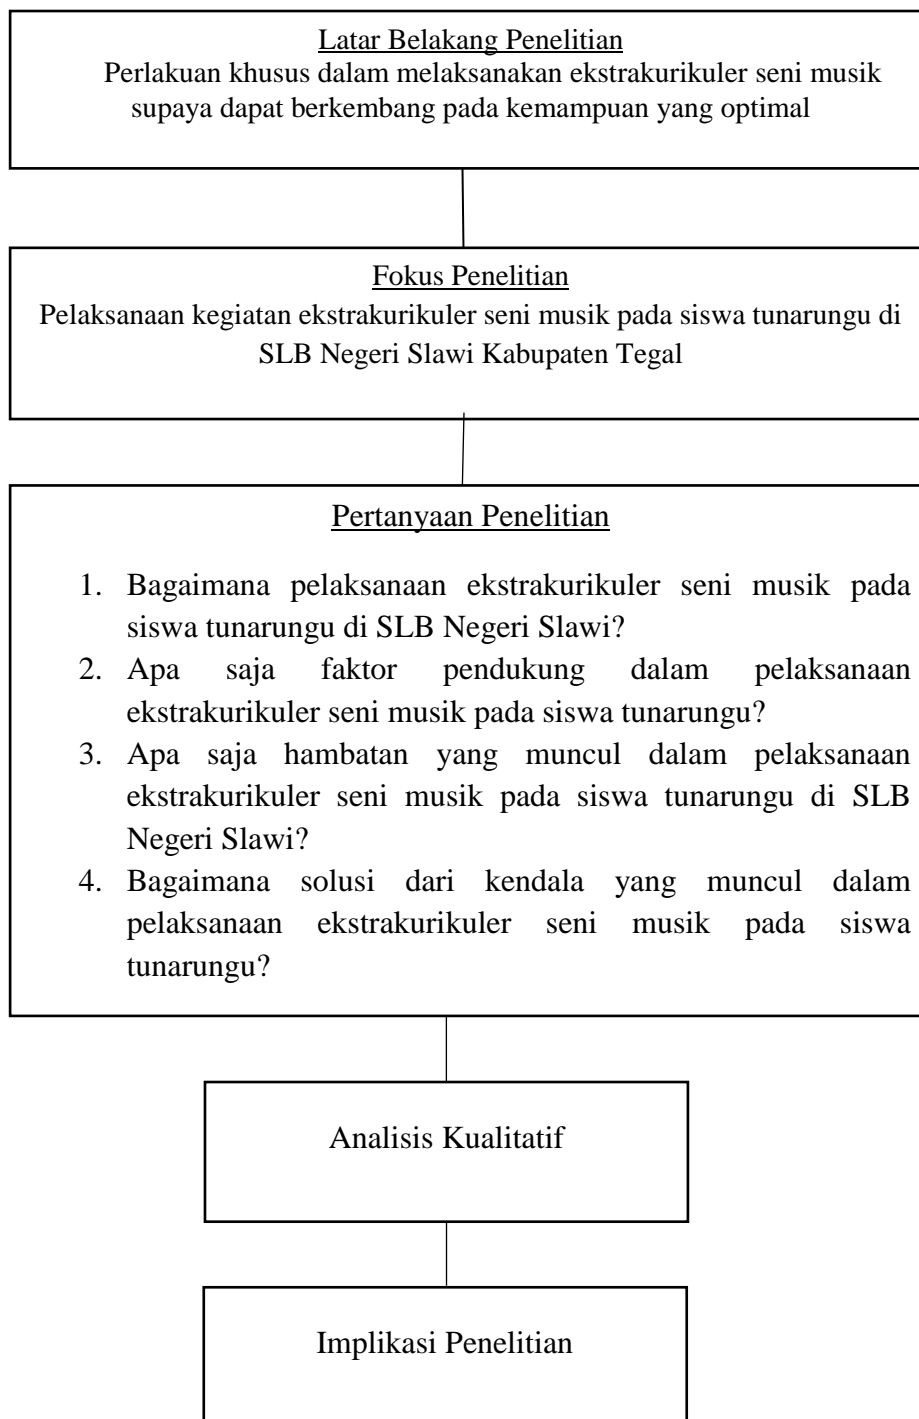 Latar Belakang Penelitian
Perlakuan khusus dalam melaksanakan ekstrakurikuler seni musik
supaya dapat berkembang pada kemampuan yang optimal
Fokus Penelitian
Pelaksanaan kegiatan ekstrakurikuler seni musik pada siswa tunarungu di
SLB Negeri Slawi Kabupaten Tegal
Pertanyaan Penelitian
1. Bagaimana pelaksanaan ekstrakurikuler seni musik pada
siswa tunarungu di SLB Negeri Slawi?
2. Apa saja faktor pendukung dalam pelaksanaan
ekstrakurikuler seni musik pada siswa tunarungu?
3. Apa saja hambatan yang muncul dalam pelaksanaan
ekstrakurikuler seni musik pada siswa tunarungu di SLB
Negeri Slawi?
4. Bagaimana solusi dari kendala yang muncul dalam
pelaksanaan ekstrakurikuler seni musik pada siswa
tunarungu?
Analisis Kualitatif
Implikasi Penelitian